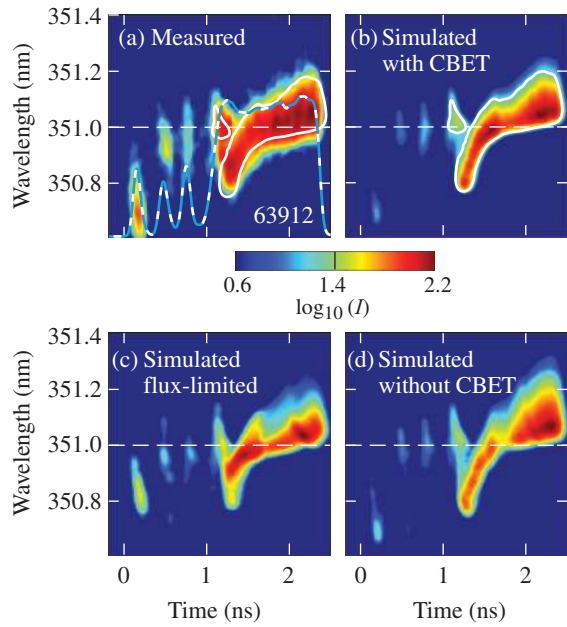 351.4
351.2
351.0
350.8
Wavelength (nm)
(a) Measured
63912
(b) Simulated
with CBET
0.6 1.4 2.2
log10 (I)
351.4
351.2
351.0
350.8
Wavelength (nm)
(c) Simulated
flux-limited
(d) Simulated
without CBET
0 1 2 0 1 2
Time (ns) Time (ns)